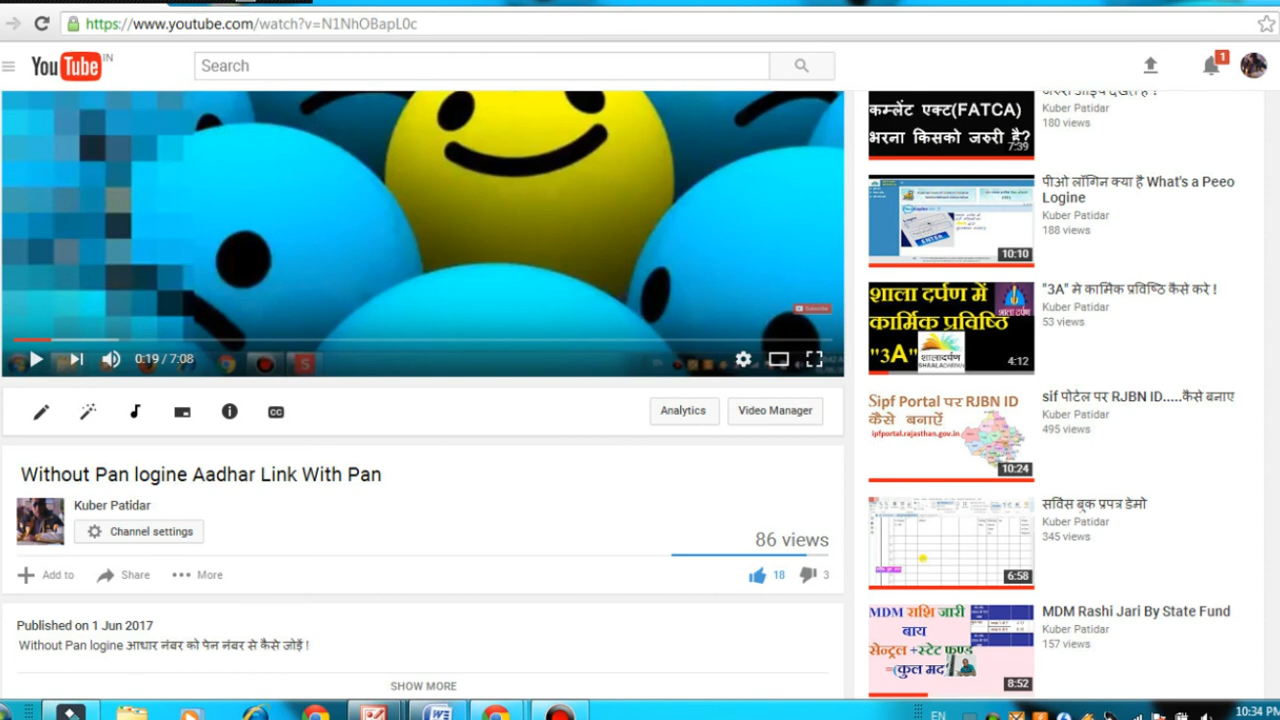 https://www.youtube.com/watch?v=N1NhOBapL0c
YouTube IN
Search
1
Subscribe
0:19 / 7:08
CC
Analytics
Video Manager
Without Pan logine Aadhar Link With Pan
Kuber Patidar
Channel settings
86 views
Add to
Share
More
18
3
Published on 1 Jun 2017
Without Pan logine आधार नंबर को पेन नंबर से कैसे जोड़ें !
SHOW MORE
कम्लेंट एक्ट(FATCA)
भरना किसको जरुरी है?
7:39
Kuber Patidar
180 views
10:10
पीओ लॉगिन क्या है What's a Peeo
Logine
Kuber Patidar
188 views
शाला दर्पण में
कार्मिक प्रविष्ठि
"3A"
शालादर्पण
SHAALADARPAN
4:12
"3A" मे कार्मिक प्रविष्ठि कैसे करे !
Kuber Patidar
53 views
Sipf Portal पर RJBN ID
कैसे बनाऐं
ipfportal.rajasthan.gov.in
10:24
sif पोर्टल पर RJBN ID.....कैसे बनाए
Kuber Patidar
495 views
6:58
सर्विस बुक प्रपत्र डेमो
Kuber Patidar
345 views
MDM राशि जारी
बाय
सेन्ट्रल +स्टेट फण्ड
=(कुल मद
8:52
MDM Rashi Jari By State Fund
Kuber Patidar
157 views
EN
10:34 PM